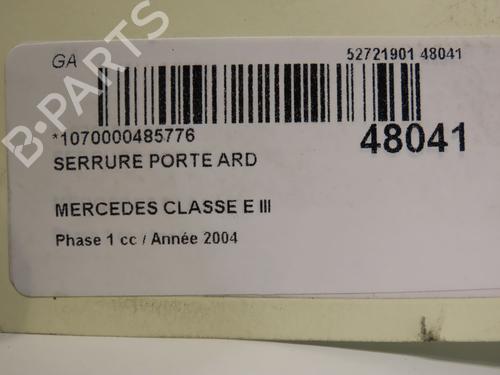 GA
52721901 48041
*1070000485776
48041
SERRURE PORTE ARD
MERCEDES CLASSE E III
Phase 1 cc / Année 2004
B-PARTS